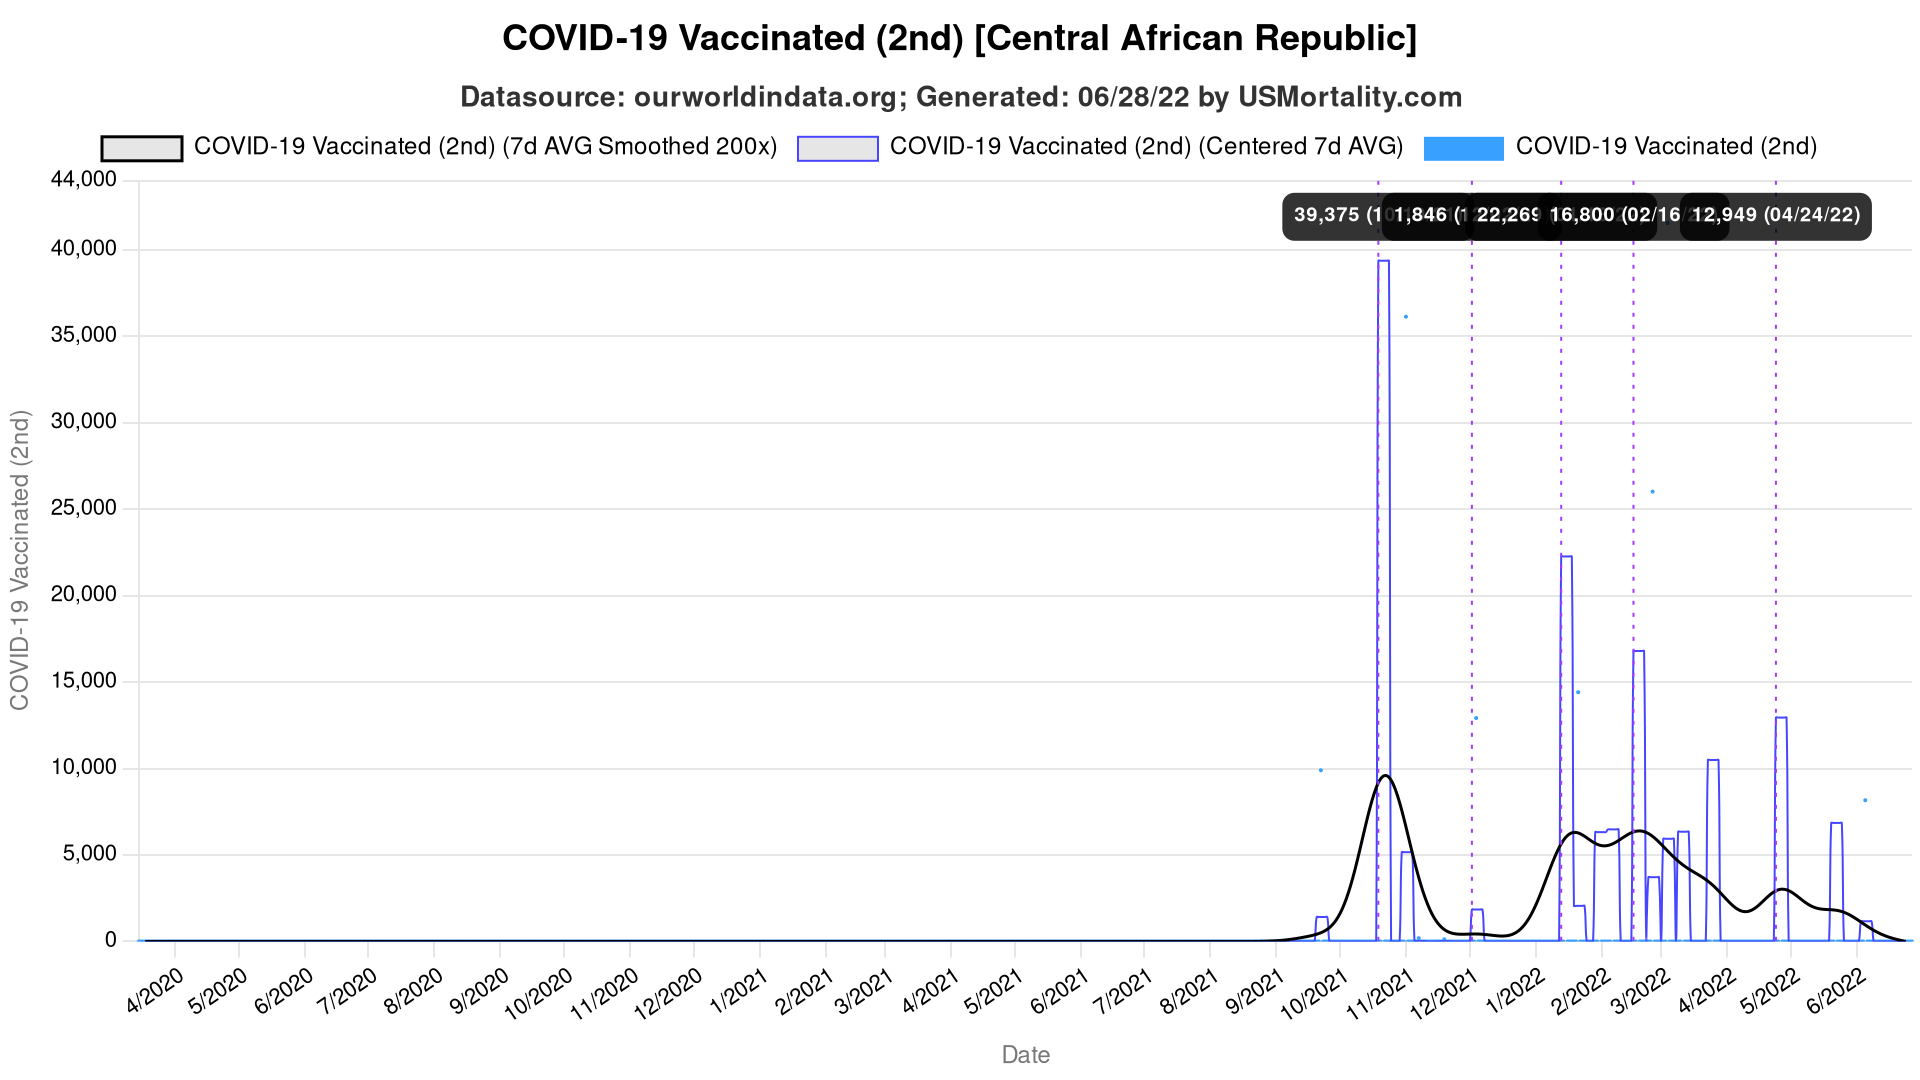 COVID-19 Vaccinated (2nd) [Central African Republic]
Datasource: ourworldindata.org; Generated: 06/28/22 by USMortality.com
COVID-19 Vaccinated (2nd) (7d AVG Smoothed 200x) COVID-19 Vaccinated (2nd) (Centered 7d AVG) COVID-19 Vaccinated (2nd)
44,000
39,375 1,846 22,269 16,800 (02/16 12,949 (04/24/22)
40,000
35,000
30,000
25,000
20,000
15,000
10,000
5,000
0
COVID-19 Vaccinated (2nd)
4/2020 5/2020 6/2020 7/2020 8/2020 9/2020 10/2020 11/2020 12/2020 1/2021 2/2021 3/2021 4/2021 5/2021 6/2021 7/2021 8/2021 9/2021 10/2021 11/2021 12/2021 1/2022 2/2022 3/2022 4/2022 5/2022 6/2022
Date